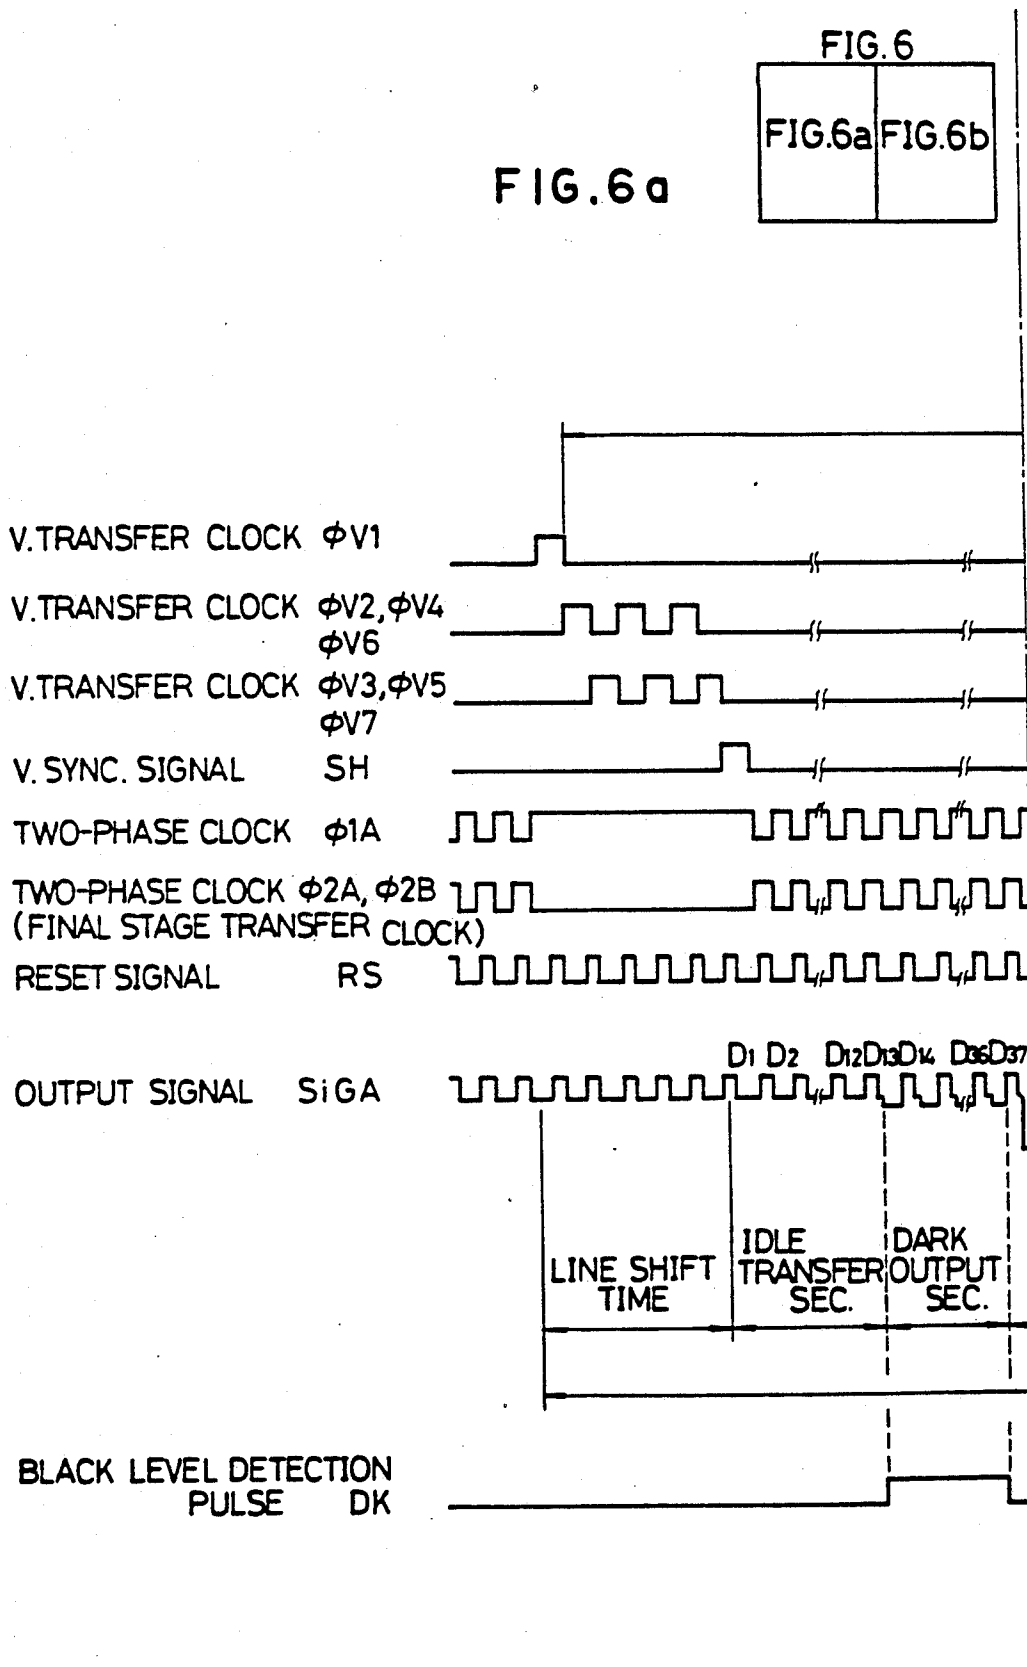 FIG.6
FIG.6a FIG.6b
FIG.6a
V.TRANSFER CLOCK ϕV1
V.TRANSFER CLOCK ϕV2,ϕV4
ϕV6
V.TRANSFER CLOCK ϕV3,ϕV5
ϕV7
V. SYNC. SIGNAL SH
TWO-PHASE CLOCK ϕ1A
TWO-PHASE CLOCK ϕ2A, ϕ2B
(FINAL STAGE TRANSFER CLOCK)
RESET SIGNAL RS
D1 D2 D12 D13 D14 D36 D37
OUTPUT SIGNAL SiGA
LINE SHIFT
TIME
IDLE
TRANSFER
SEC.
DARK
OUTPUT
SEC.
BLACK LEVEL DETECTION
PULSE DK